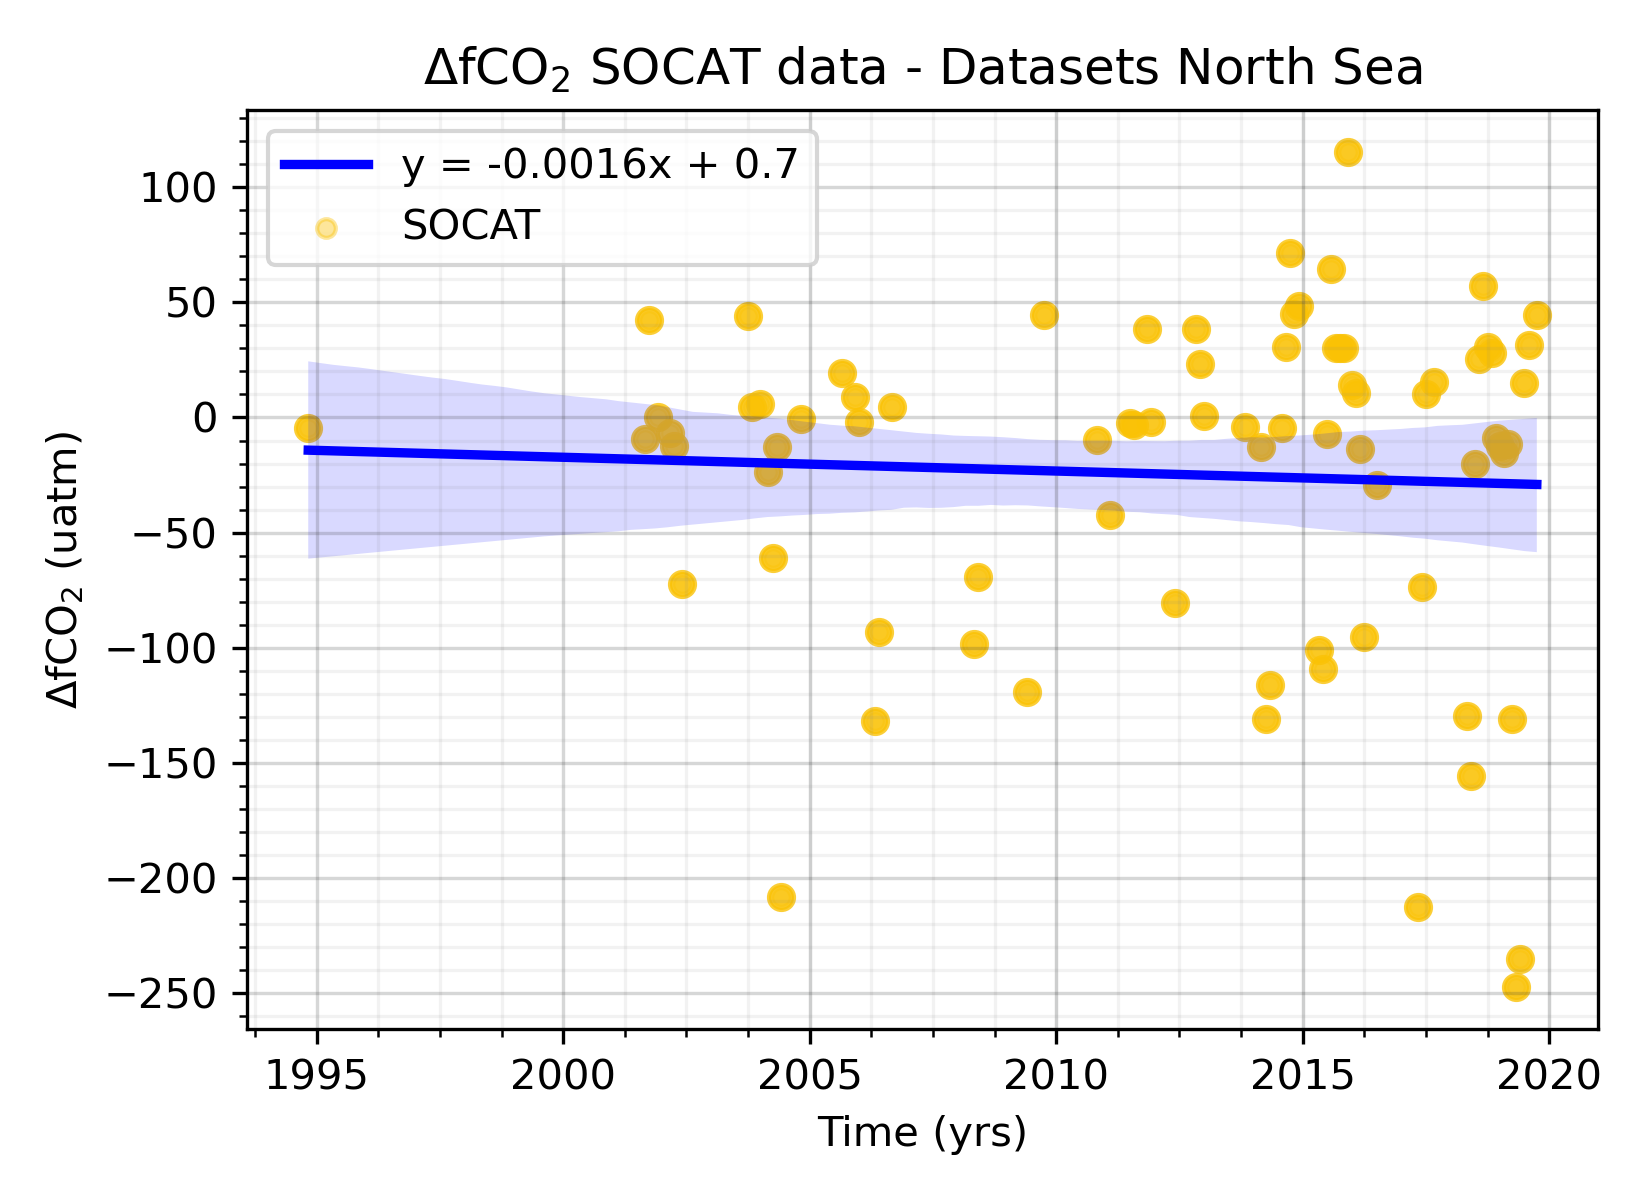 ΔfCO₂ SOCAT data - Datasets North Sea
y = -0.0016x + 0.7
SOCAT
100
50
0
−50
−100
−150
−200
−250
ΔfCO₂ (uatm)
1995 2000 2005 2010 2015 2020
Time (yrs)